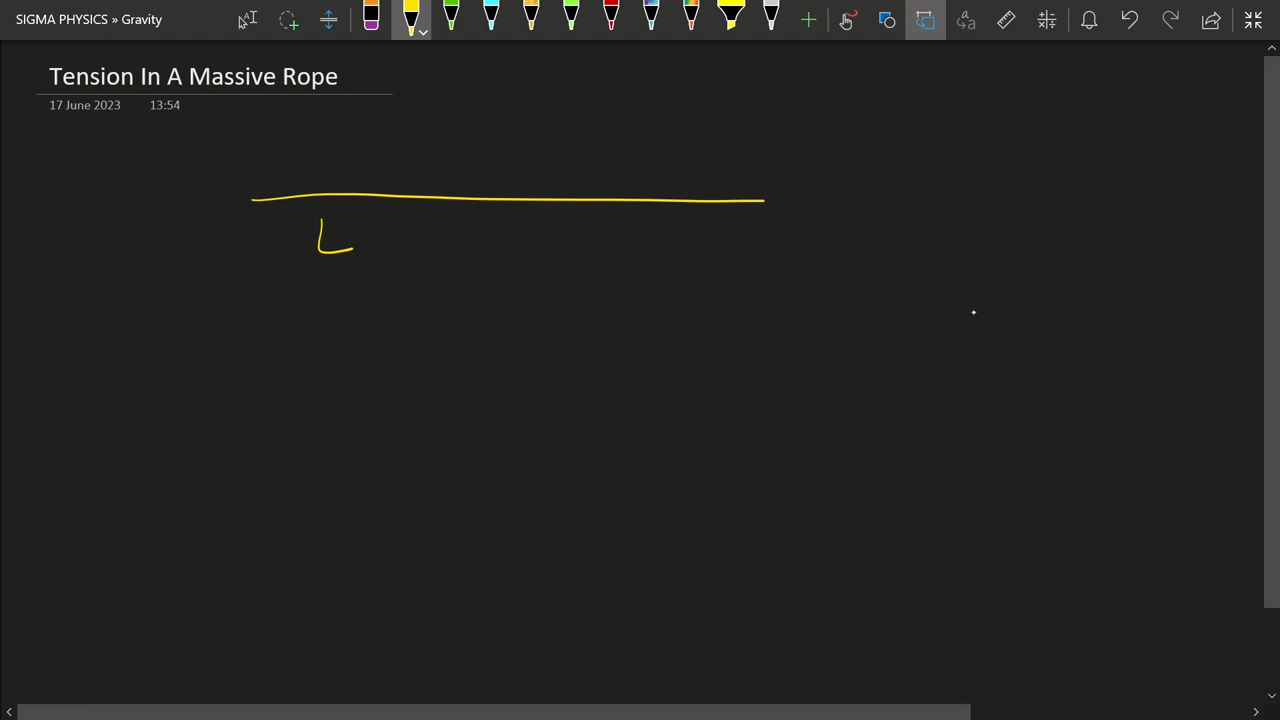 SIGMA PHYSICS » Gravity
Tension In A Massive Rope
17 June 2023 13:54
L